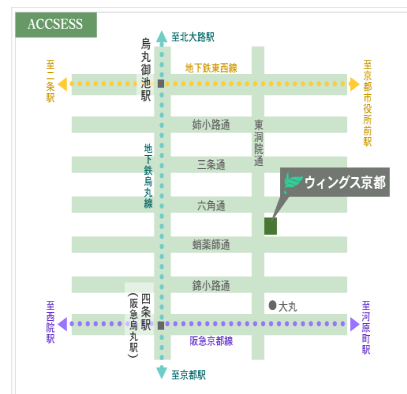 ACCSESS
至北大路駅
烏丸御池駅
地下鉄東西線
至二条駅
至京都市役所前駅
姉小路通
東洞院通
地下鉄烏丸線
三条通
ウィングス京都
六角通
蛸薬師通
錦小路通
四条駅
(阪急烏丸駅)
大丸
至西院駅
至河原町駅
阪急京都線
至京都駅